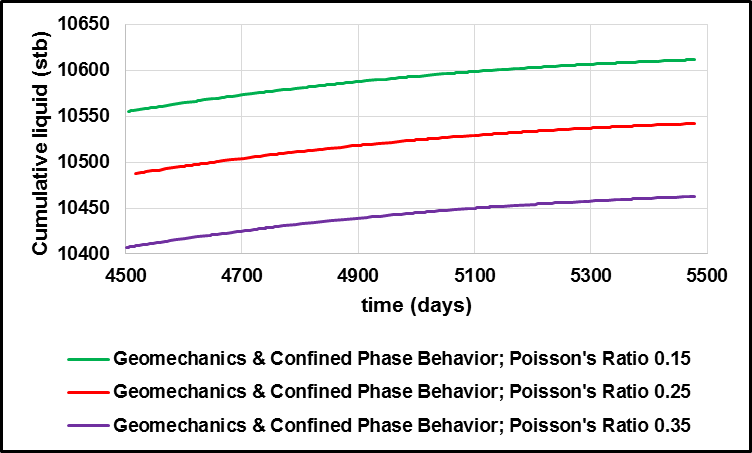 Cumulative liquid (stb)
10650
10600
10550
10500
10450
10400
4500 4700 4900 5100 5300 5500
time (days)
Geomechanics & Confined Phase Behavior; Poisson's Ratio 0.15
Geomechanics & Confined Phase Behavior; Poisson's Ratio 0.25
Geomechanics & Confined Phase Behavior; Poisson's Ratio 0.35